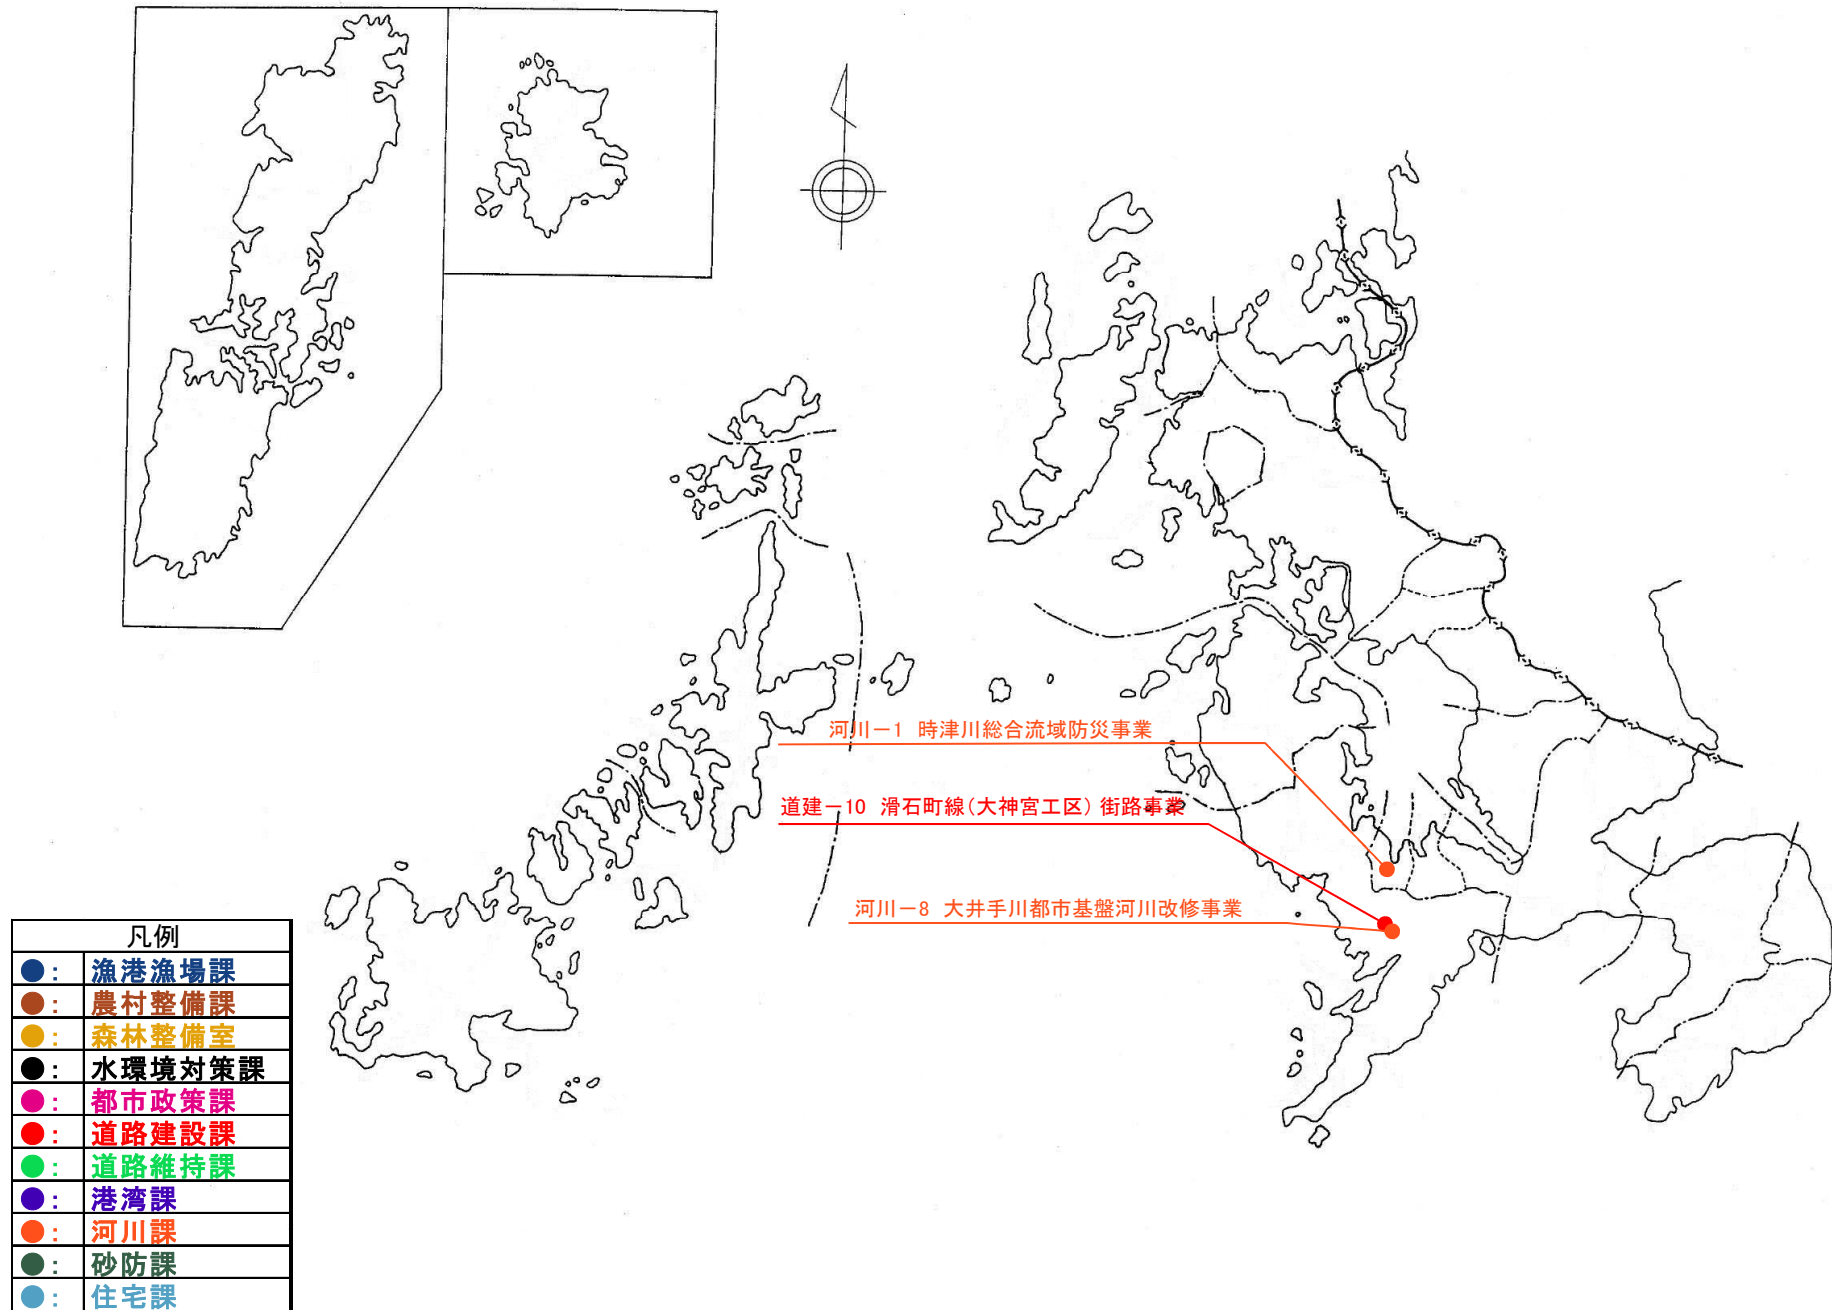 河川－1 時津川総合流域防災事業
道建－10 滑石町線(大神宮工区) 街路事業
河川－8 大井手川都市基盤河川改修事業
凡例
●： 漁港漁場課
●： 農村整備課
●： 森林整備室
●： 水環境対策課
●： 都市政策課
●： 道路建設課
●： 道路維持課
●： 港湾課
●： 河川課
●： 砂防課
●： 住宅課